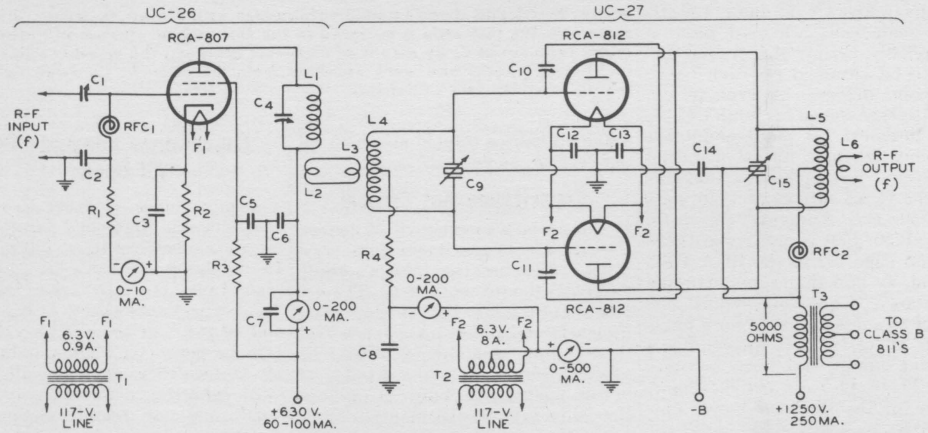 UC-26
UC-27
RCA-807
RCA-812
C1
R-F
INPUT
(f)
RFC1
C2
R1
C3
R2
F1
0-10
MA.
L1
C4
L2
L3
C5
C6
R3
C7
0-200
MA.
+630 V.
60-100 MA.
F1
6.3 V.
0.9 A.
F1
T1
117-V.
LINE
L4
C9
C10
C11
C12
C13
F2
F2
RCA-812
R4
0-200
MA.
C8
F2
6.3 V.
8 A.
F2
T2
117-V.
LINE
0-500
MA.
-B
C14
C15
L5
L6
R-F
OUTPUT
(f)
RFC2
5000
OHMS
T3
TO
CLASS B
811'S
+1250 V.
250 MA.